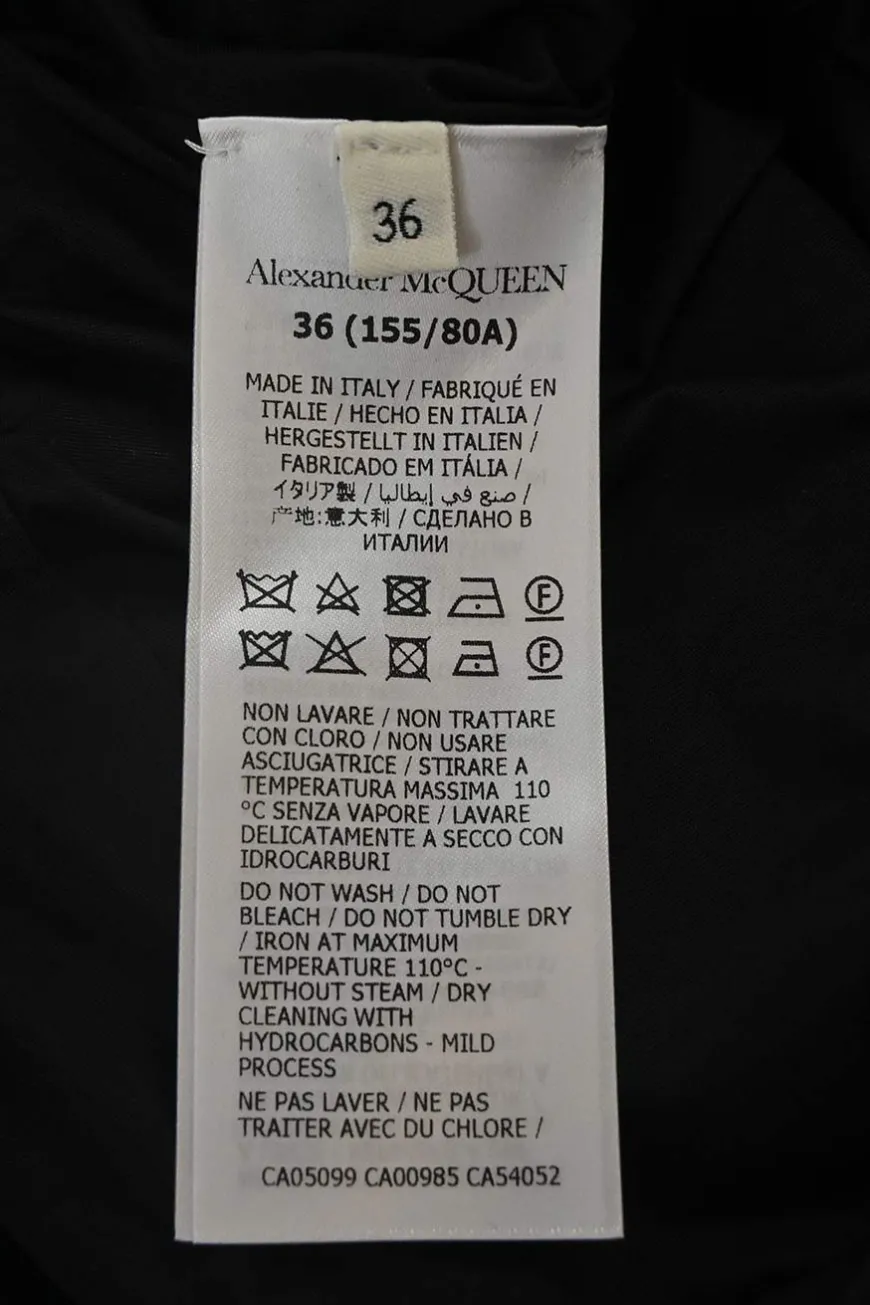 36
Alexander McQUEEN
36 (155/80A)
MADE IN ITALY / FABRIQUÉ EN
ITALIE / HECHO EN ITALIA /
HERGESTELLT IN ITALIEN /
FABRICADO EM ITÁLIA /
イタリア製 / صنع في إيطاليا /
产地:意大利 / СДЕЛАНО В
ИТАЛИИ
F
F
NON LAVARE / NON TRATTARE
CON CLORO / NON USARE
ASCIUGATRICE / STIRARE A
TEMPERATURA MASSIMA 110
°C SENZA VAPORE / LAVARE
DELICATAMENTE A SECCO CON
IDROCARBURI
DO NOT WASH / DO NOT
BLEACH / DO NOT TUMBLE DRY
/ IRON AT MAXIMUM
TEMPERATURE 110°C -
WITHOUT STEAM / DRY
CLEANING WITH
HYDROCARBONS - MILD
PROCESS
NE PAS LAVER / NE PAS
TRAITER AVEC DU CHLORE /
CA05099 CA00985 CA54052